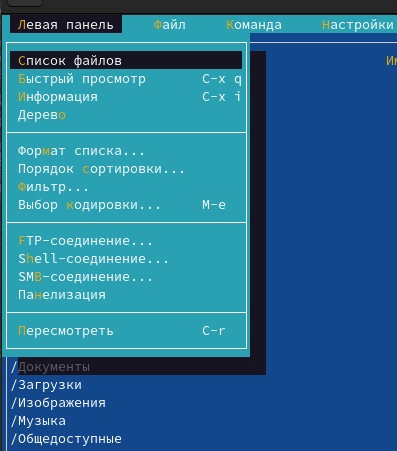 Левая панель Файл Команда Настройки
Список файлов
Быстрый просмотр C-x q
Информация C-x i
Дерево
Формат списка...
Порядок сортировки...
Фильтр...
Выбор кодировки... M-e
FTP-соединение...
Shell-соединение...
SMB-соединение...
Панелизация
Пересмотреть C-r
/Документы
/Загрузки
/Изображения
/Музыка
/Общедоступные